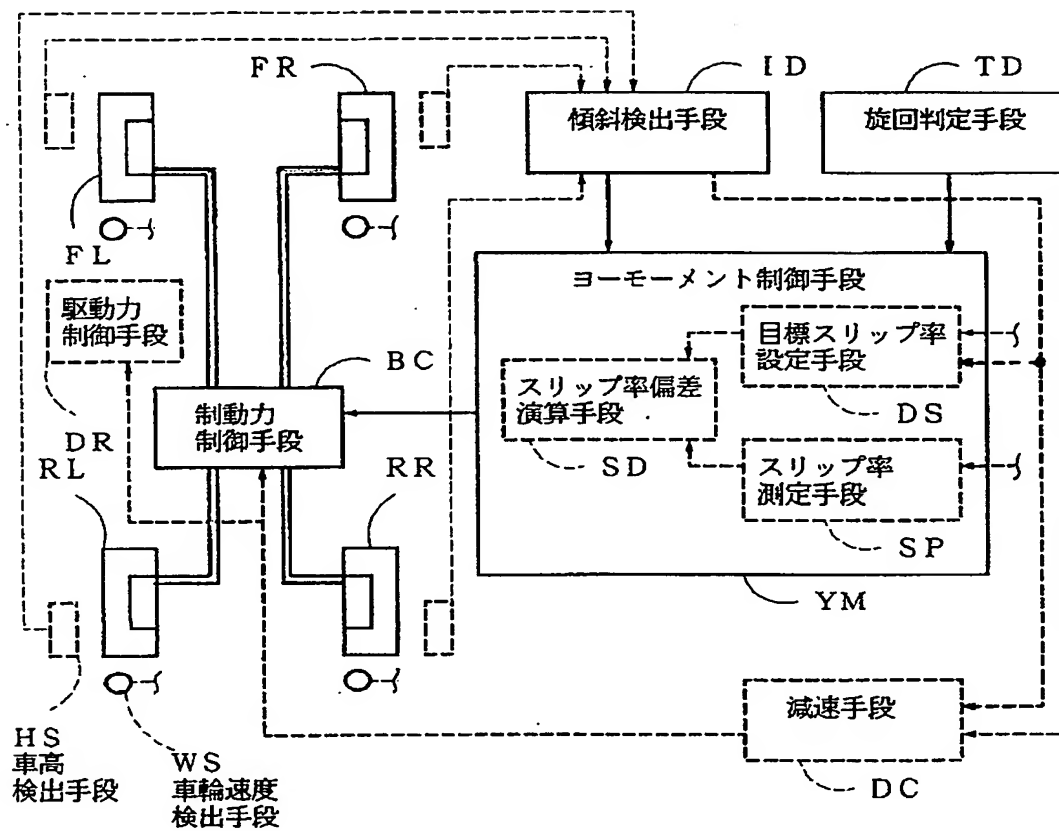 FR
ID
TD
傾斜検出手段
旋回判定手段
FL
ヨーモーメント制御手段
駆動力
制御手段
目標スリップ率
設定手段
BC
スリップ率偏差
演算手段
DS
制動力
制御手段
DR
SD
スリップ率
測定手段
RL
RR
SP
YM
減速手段
HS
車高
検出手段
WS
車輪速度
検出手段
DC